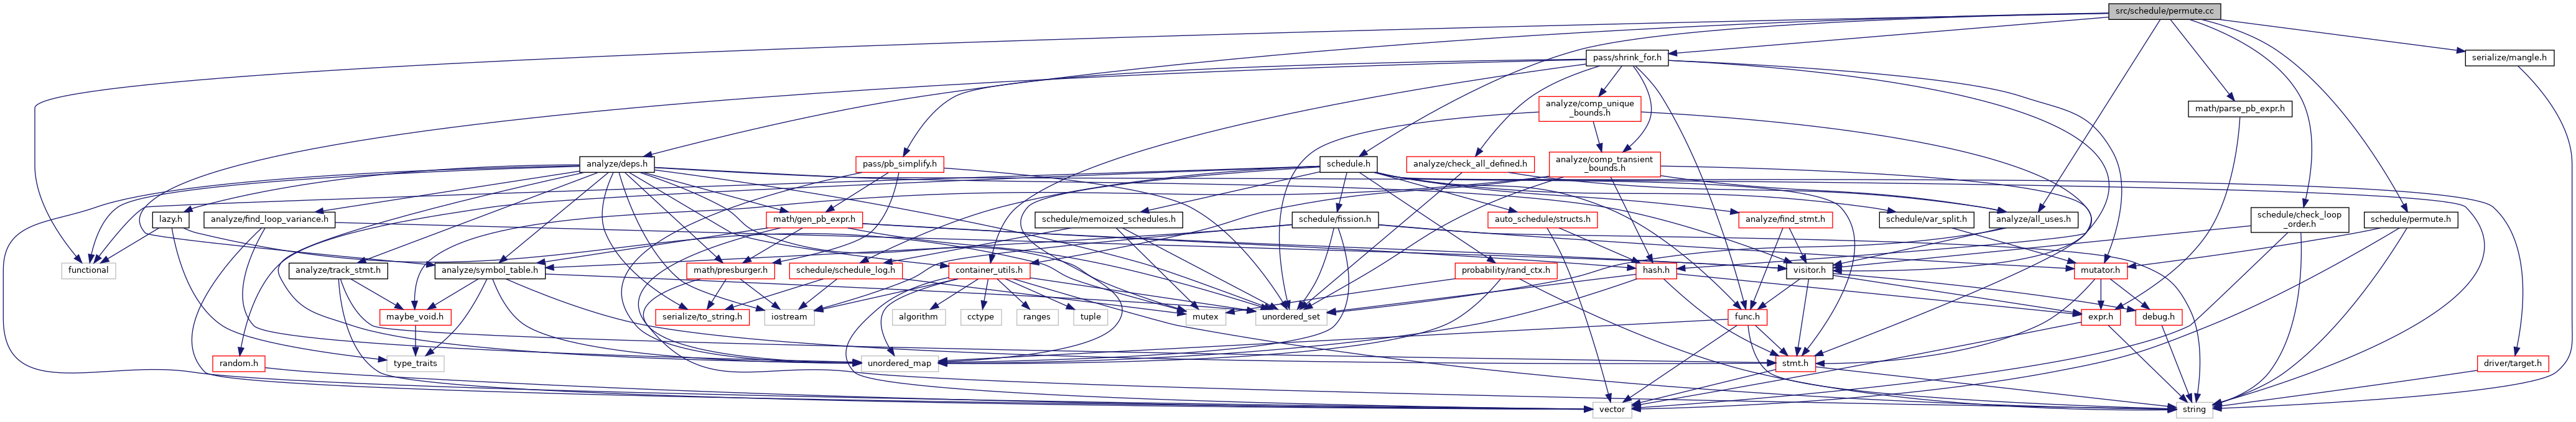 src/schedule/permute.cc
pass/shrink_for.h
serialize/mangle.h
analyze/comp_unique
_bounds.h
math/parse_pb_expr.h
analyze/deps.h
pass/pb_simplify.h
schedule.h
analyze/check_all_defined.h
analyze/comp_transient
_bounds.h
lazy.h
analyze/find_loop_variance.h
math/gen_pb_expr.h
schedule/memoized_schedules.h
schedule/fission.h
auto_schedule/structs.h
analyze/find_stmt.h
schedule/var_split.h
analyze/all_uses.h
schedule/check_loop
_order.h
schedule/permute.h
functional
analyze/track_stmt.h
analyze/symbol_table.h
math/presburger.h
schedule/schedule_log.h
container_utils.h
probability/rand_ctx.h
hash.h
visitor.h
mutator.h
maybe_void.h
serialize/to_string.h
iostream
algorithm
cctype
ranges
tuple
mutex
unordered_set
func.h
expr.h
debug.h
random.h
type_traits
unordered_map
stmt.h
driver/target.h
vector
string